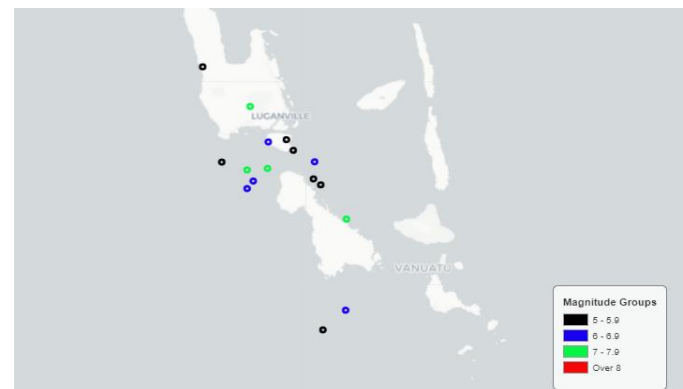 LUGANVILLE
VANUATU
Magnitude Groups
5 - 5.9
6 - 6.9
7 - 7.9
Over 8